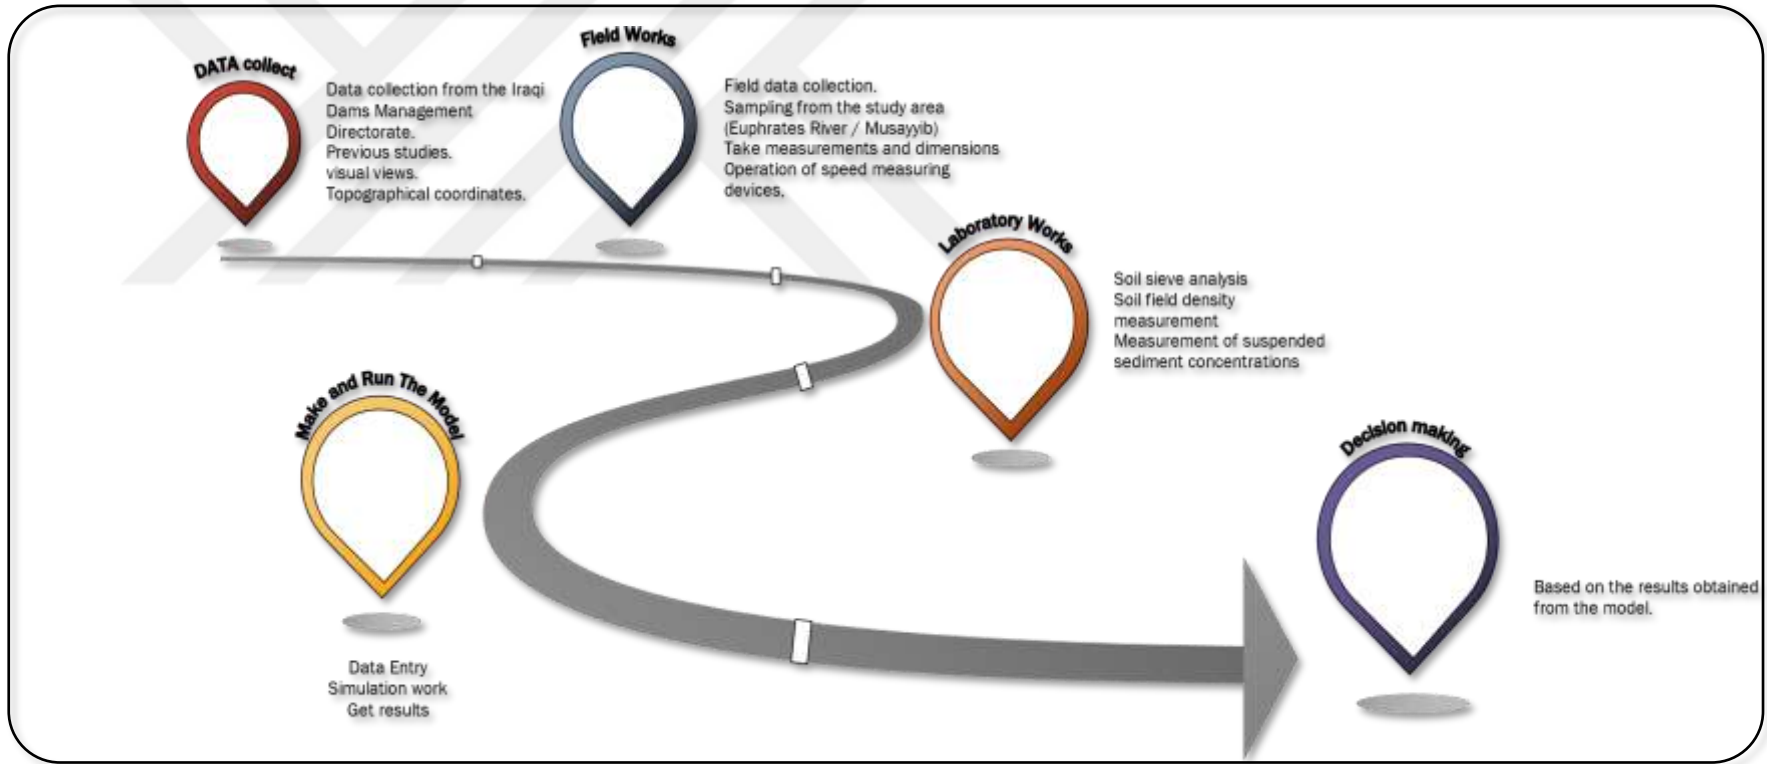 DATA collect
Data collection from the Iraqi
Dams Management
Directorate.
Previous studies.
visual views.
Topographical coordinates.
Field Works
Field data collection.
Sampling from the study area
(Euphrates River / Musayyib)
Take measurements and dimensions
Operation of speed measuring
devices.
Laboratory Works
Soil sieve analysis
Soil field density
measurement
Measurement of suspended
sediment concentrations
Make and Run The Model
Data Entry
Simulation work
Get results
Decision making
Based on the results obtained
from the model.